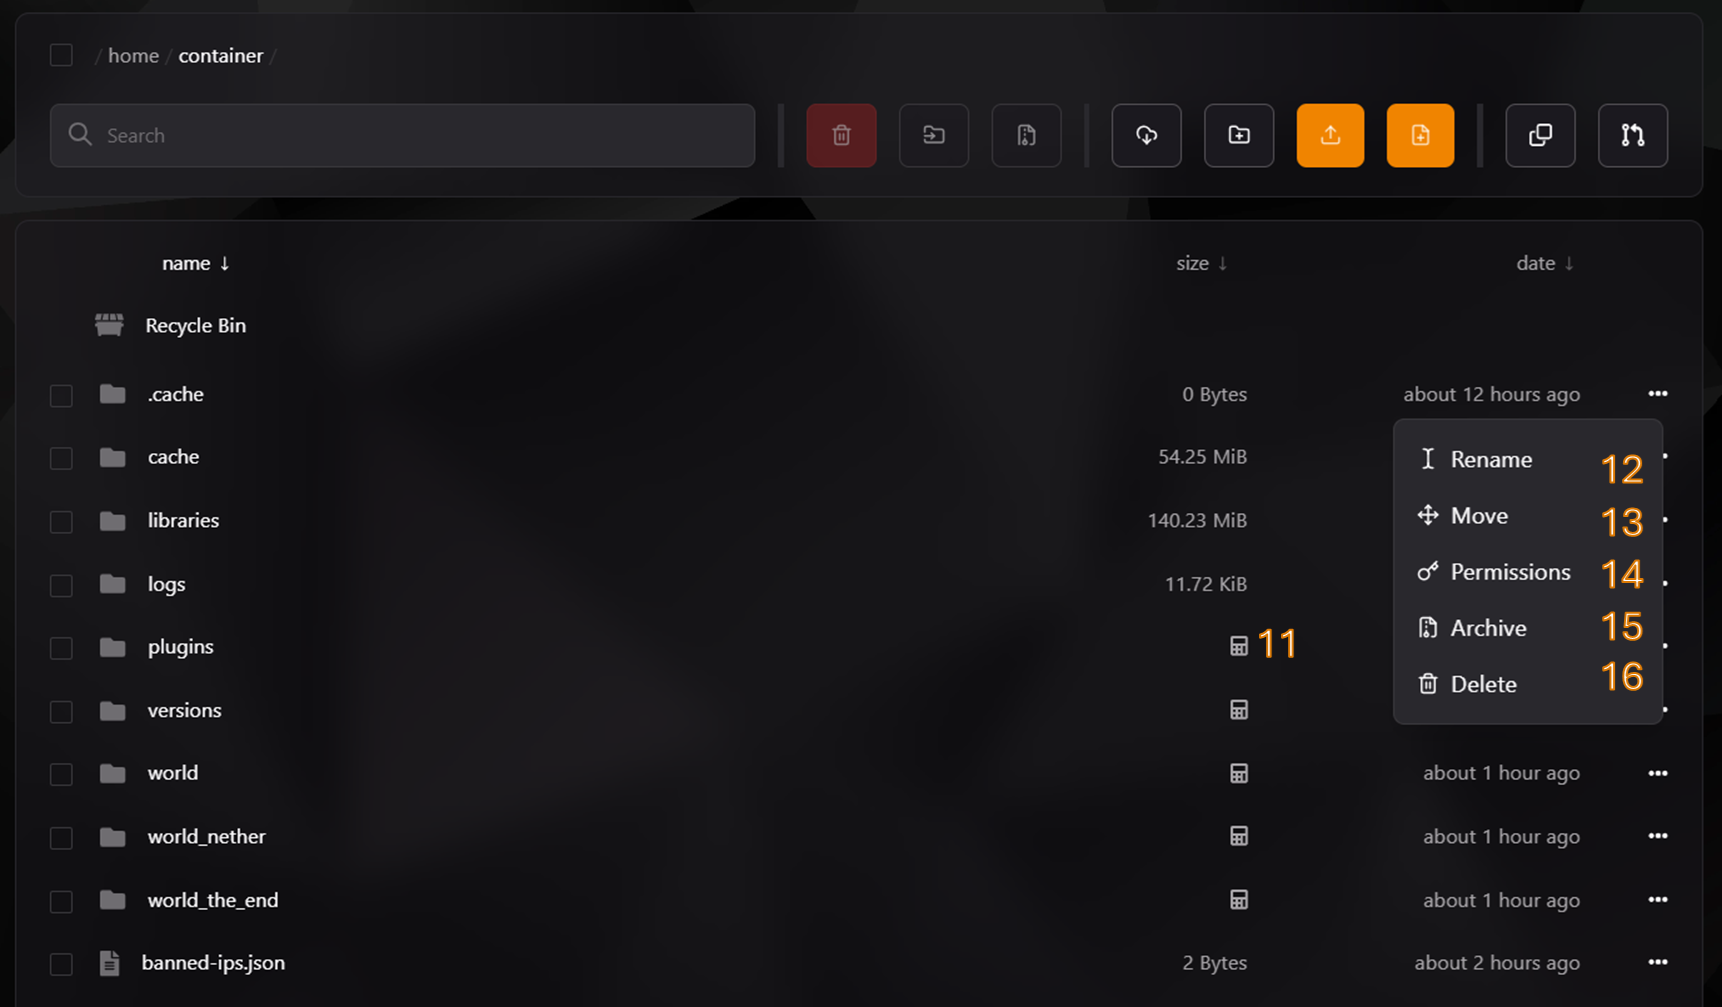 / home / container /
Search
name ↓ size ↓ date ↓
Recycle Bin
.cache 0 Bytes about 12 hours ago
cache 54.25 MiB
Rename 12
libraries 140.23 MiB
Move 13
logs 11.72 KiB
Permissions 14
plugins 11
Archive 15
Delete 16
versions
world about 1 hour ago
world_nether about 1 hour ago
world_the_end about 1 hour ago
banned-ips.json 2 Bytes about 2 hours ago